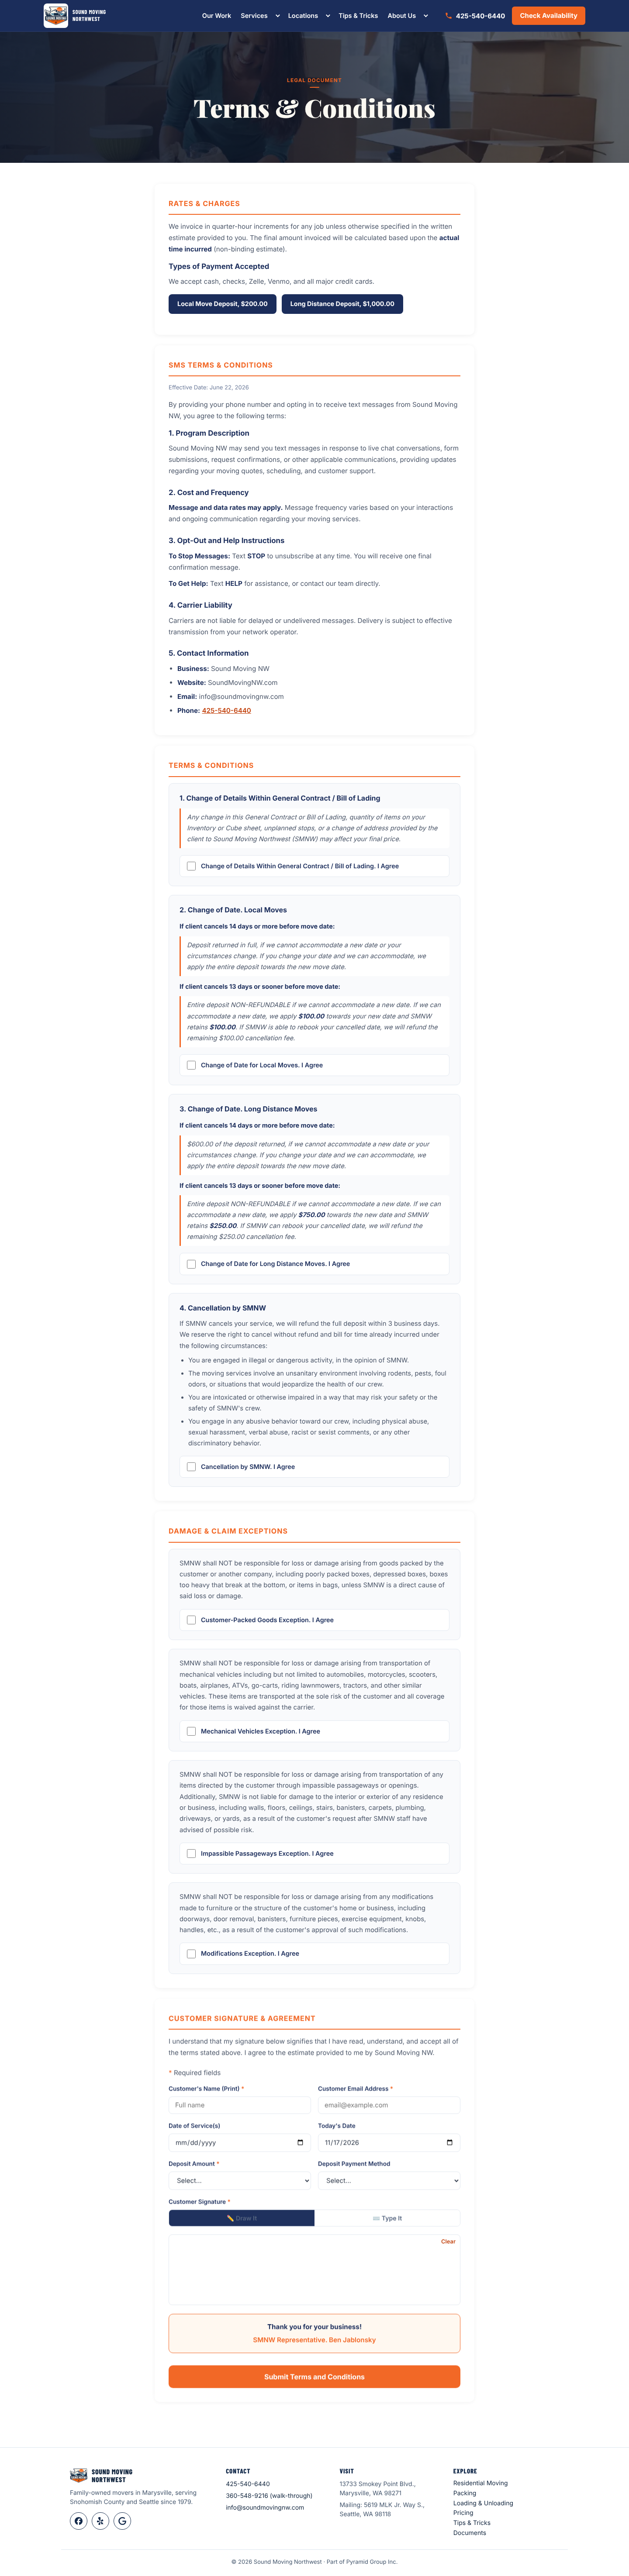 SOUND MOVING
NORTHWEST
Our Work Services Locations Tips & Tricks About Us 425-540-6440 Check Availability
LEGAL DOCUMENT
Terms & Conditions
RATES & CHARGES
We invoice in quarter-hour increments for any job unless otherwise specified in the written
estimate provided to you. The final amount invoiced will be calculated based upon the actual
time incurred (non-binding estimate).
Types of Payment Accepted
We accept cash, checks, Zelle, Venmo, and all major credit cards.
Local Move Deposit, $200.00 Long Distance Deposit, $1,000.00
SMS TERMS & CONDITIONS
Effective Date: June 22, 2026
By providing your phone number and opting in to receive text messages from Sound Moving
NW, you agree to the following terms:
1. Program Description
Sound Moving NW may send you text messages in response to live chat conversations, form
submissions, request confirmations, or other applicable communications, providing updates
regarding your moving quotes, scheduling, and customer support.
2. Cost and Frequency
Message and data rates may apply. Message frequency varies based on your interactions
and ongoing communication regarding your moving services.
3. Opt-Out and Help Instructions
To Stop Messages: Text STOP to unsubscribe at any time. You will receive one final
confirmation message.
To Get Help: Text HELP for assistance, or contact our team directly.
4. Carrier Liability
Carriers are not liable for delayed or undelivered messages. Delivery is subject to effective
transmission from your network operator.
5. Contact Information
• Business: Sound Moving NW
• Website: SoundMovingNW.com
• Email: info@soundmovingnw.com
• Phone: 425-540-6440
TERMS & CONDITIONS
1. Change of Details Within General Contract / Bill of Lading
Any change in this General Contract or Bill of Lading, quantity of items on your
Inventory or Cube sheet, unplanned stops, or a change of address provided by the
client to Sound Moving Northwest (SMNW) may affect your final price.
Change of Details Within General Contract / Bill of Lading. I Agree
2. Change of Date. Local Moves
If client cancels 14 days or more before move date:
Deposit returned in full, if we cannot accommodate a new date or your
circumstances change. If you change your date and we can accommodate, we
apply the entire deposit towards the new move date.
If client cancels 13 days or sooner before move date:
Entire deposit NON-REFUNDABLE if we cannot accommodate a new date. If we can
accommodate a new date, we apply $100.00 towards your new date and SMNW
retains $100.00. If SMNW is able to rebook your cancelled date, we will refund the
remaining $100.00 cancellation fee.
Change of Date for Local Moves. I Agree
3. Change of Date. Long Distance Moves
If client cancels 14 days or more before move date:
$600.00 of the deposit returned, if we cannot accommodate a new date or your
circumstances change. If you change your date and we can accommodate, we
apply the entire deposit towards the new move date.
If client cancels 13 days or sooner before move date:
Entire deposit NON-REFUNDABLE if we cannot accommodate a new date. If we can
accommodate a new date, we apply $750.00 towards the new date and SMNW
retains $250.00. If SMNW can rebook your cancelled date, we will refund the
remaining $250.00 cancellation fee.
Change of Date for Long Distance Moves. I Agree
4. Cancellation by SMNW
If SMNW cancels your service, we will refund the full deposit within 3 business days.
We reserve the right to cancel without refund and bill for time already incurred under
the following circumstances:
• You are engaged in illegal or dangerous activity, in the opinion of SMNW.
• The moving services involve an unsanitary environment involving rodents, pests, foul
odors, or situations that would jeopardize the health of our crew.
• You are intoxicated or otherwise impaired in a way that may risk your safety or the
safety of SMNW's crew.
• You engage in any abusive behavior toward our crew, including physical abuse,
sexual harassment, verbal abuse, racist or sexist comments, or any other
discriminatory behavior.
Cancellation by SMNW. I Agree
DAMAGE & CLAIM EXCEPTIONS
SMNW shall NOT be responsible for loss or damage arising from goods packed by the
customer or another company, including poorly packed boxes, depressed boxes, boxes
too heavy that break at the bottom, or items in bags, unless SMNW is a direct cause of
said loss or damage.
Customer-Packed Goods Exception. I Agree
SMNW shall NOT be responsible for loss or damage arising from transportation of
mechanical vehicles including but not limited to automobiles, motorcycles, scooters,
boats, airplanes, ATVs, go-carts, riding lawnmowers, tractors, and other similar
vehicles. These items are transported at the sole risk of the customer and all coverage
for those items is waived against the carrier.
Mechanical Vehicles Exception. I Agree
SMNW shall NOT be responsible for loss or damage arising from transportation of any
items directed by the customer through impassible passageways or openings.
Additionally, SMNW is not liable for damage to the interior or exterior of any residence
or business, including walls, floors, ceilings, stairs, banisters, carpets, plumbing,
driveways, or yards, as a result of the customer's request after SMNW staff have
advised of possible risk.
Impassible Passageways Exception. I Agree
SMNW shall NOT be responsible for loss or damage arising from any modifications
made to furniture or the structure of the customer's home or business, including
doorways, door removal, banisters, furniture pieces, exercise equipment, knobs,
handles, etc., as a result of the customer's approval of such modifications.
Modifications Exception. I Agree
CUSTOMER SIGNATURE & AGREEMENT
I understand that my signature below signifies that I have read, understand, and accept all of
the terms stated above. I agree to the estimate provided to me by Sound Moving NW.
* Required fields
Customer's Name (Print) * Customer Email Address *
Full name email@example.com
Date of Service(s) Today's Date
mm/dd/yyyy 11/17/2026
Deposit Amount * Deposit Payment Method
Select... Select...
Customer Signature *
Draw It Type It
Clear
Thank you for your business!
SMNW Representative. Ben Jablonsky
Submit Terms and Conditions
SOUND MOVING
NORTHWEST
Family-owned movers in Marysville, serving
Snohomish County and Seattle since 1979.
CONTACT
425-540-6440
360-548-9216 (walk-through)
info@soundmovingnw.com
VISIT
13733 Smokey Point Blvd.,
Marysville, WA 98271
Mailing: 5619 MLK Jr. Way S.,
Seattle, WA 98118
EXPLORE
Residential Moving
Packing
Loading & Unloading
Pricing
Tips & Tricks
Documents
© 2026 Sound Moving Northwest · Part of Pyramid Group Inc.